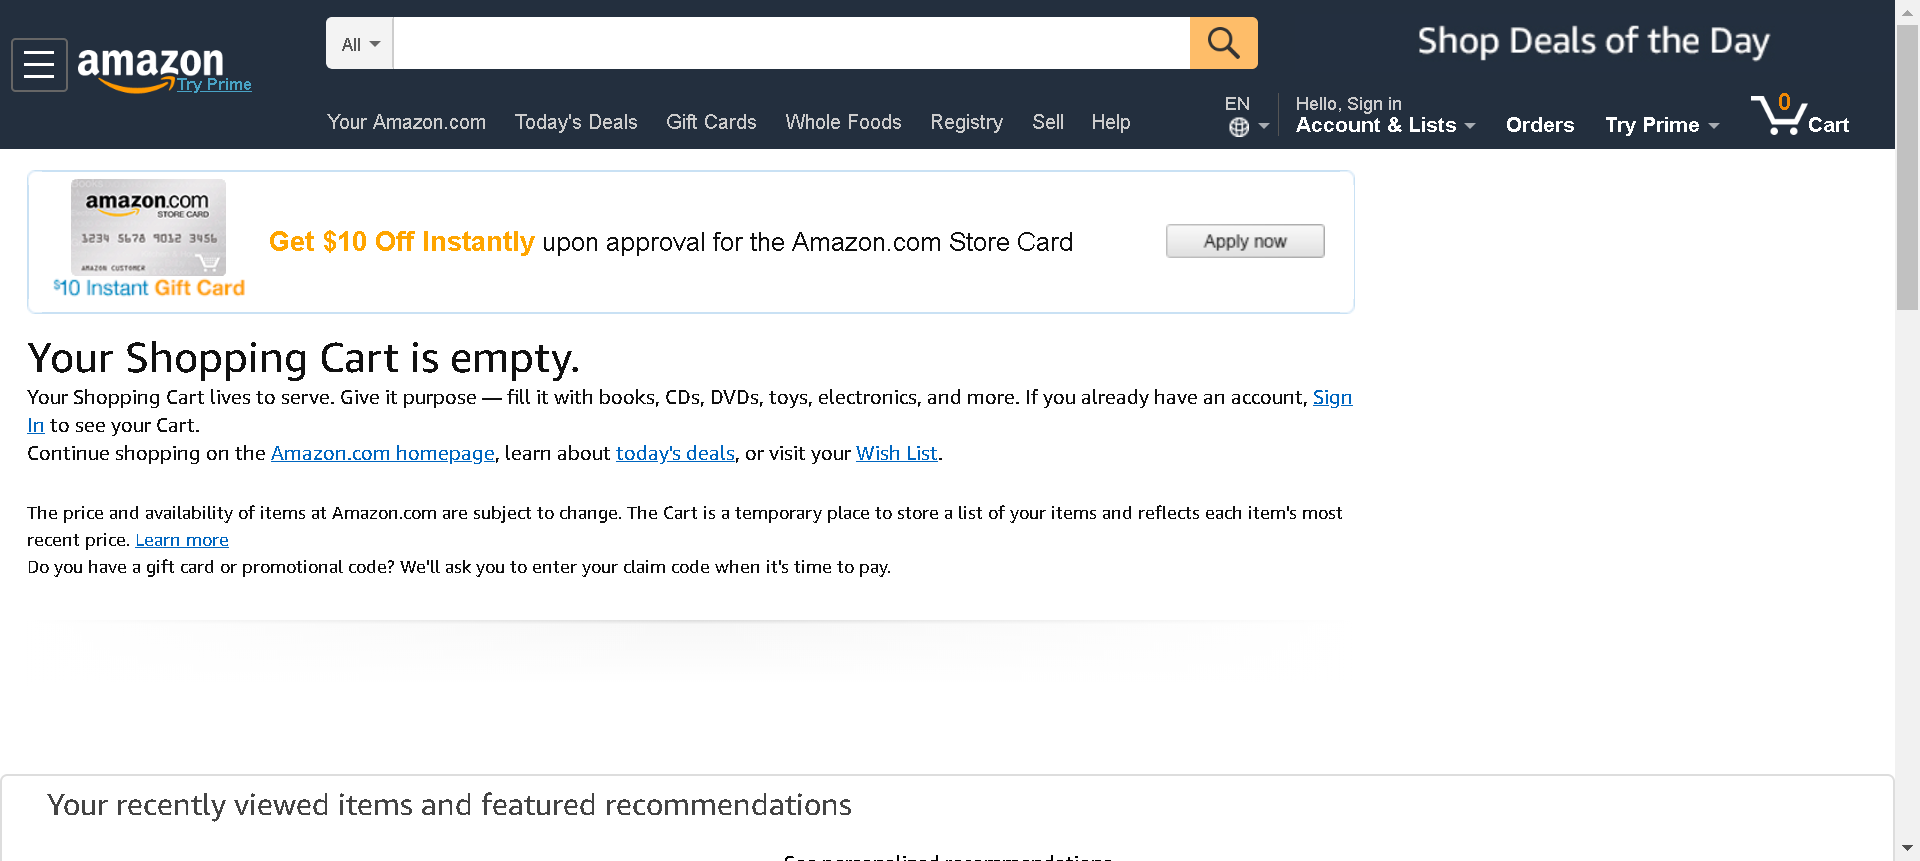 All
Shop Deals of the Day
amazon
Try Prime
Your Amazon.com Today's Deals Gift Cards Whole Foods Registry Sell Help
EN
Hello, Sign in
Account & Lists
Orders
Try Prime
0
Cart
amazon.com
STORE CARD
1234 5678 9012 3456
AMAZON CUSTOMER
$10 Instant Gift Card
Get $10 Off Instantly upon approval for the Amazon.com Store Card
Apply now
Your Shopping Cart is empty.
Your Shopping Cart lives to serve. Give it purpose — fill it with books, CDs, DVDs, toys, electronics, and more. If you already have an account, Sign
In to see your Cart.
Continue shopping on the Amazon.com homepage, learn about today's deals, or visit your Wish List.
The price and availability of items at Amazon.com are subject to change. The Cart is a temporary place to store a list of your items and reflects each item's most
recent price. Learn more
Do you have a gift card or promotional code? We'll ask you to enter your claim code when it's time to pay.
Your recently viewed items and featured recommendations
See personalized recommendations